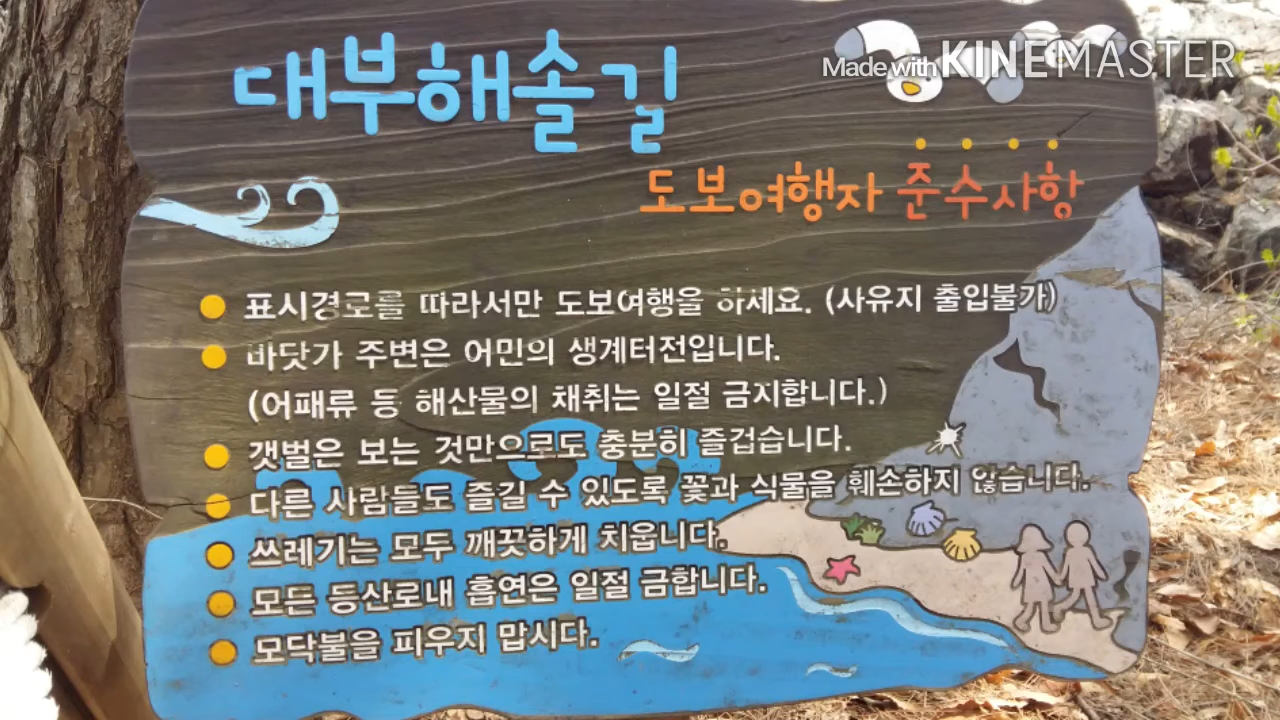 Made with KINEMASTER
대부해솔길
도보여행자 준수사항
표시경로를 따라서만 도보여행을 하세요. (사유지 출입불가)
바닷가 주변은 어민의 생계터전입니다.
(어패류 등 해산물의 채취는 일절 금지합니다.)
갯벌은 보는 것만으로도 충분히 즐겁습니다.
다른 사람들도 즐길 수 있도록 꽃과 식물을 훼손하지 않습니다.
쓰레기는 모두 깨끗하게 치웁니다.
모든 등산로내 흡연은 일절 금합니다.
모닥불을 피우지 맙시다.